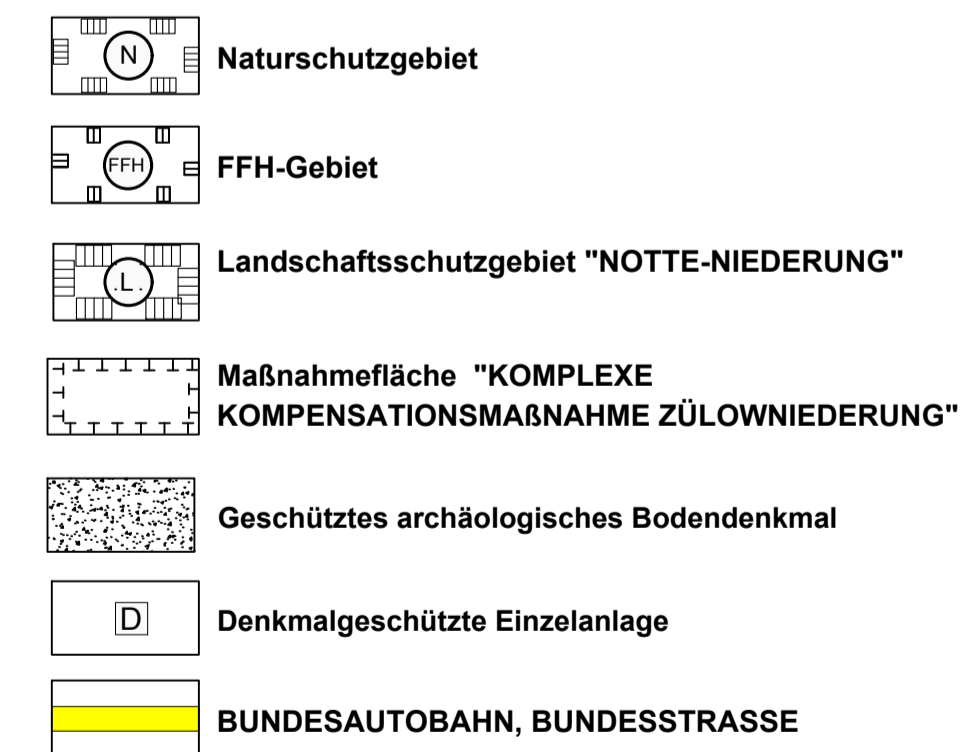 N Naturschutzgebiet
FFH FFH-Gebiet
.L. Landschaftsschutzgebiet "NOTTE-NIEDERUNG"
Maßnahmefläche "KOMPLEXE
KOMPENSATIONSMAßNAHME ZÜLOWNIEDERUNG"
Geschütztes archäologisches Bodendenkmal
D Denkmalgeschützte Einzelanlage
BUNDESAUTOBAHN, BUNDESSTRASSE